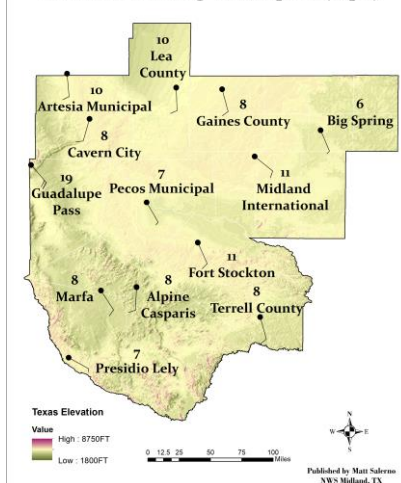 10
Lea
County
10
Artesia Municipal
8
Gaines County
6
Big Spring
8
Cavern City
19
Guadalupe
Pass
7
Pecos Municipal
11
Midland
International
11
Fort Stockton
8
Marfa
8
Alpine
Casparis
8
Terrell County
7
Presidio Lely
Texas Elevation
Value
High : 8750FT
Low : 1800FT
0 12.5 25 50 75 100
Miles
N
W E
S
Published by Matt Salerno
NWS Midland, TX